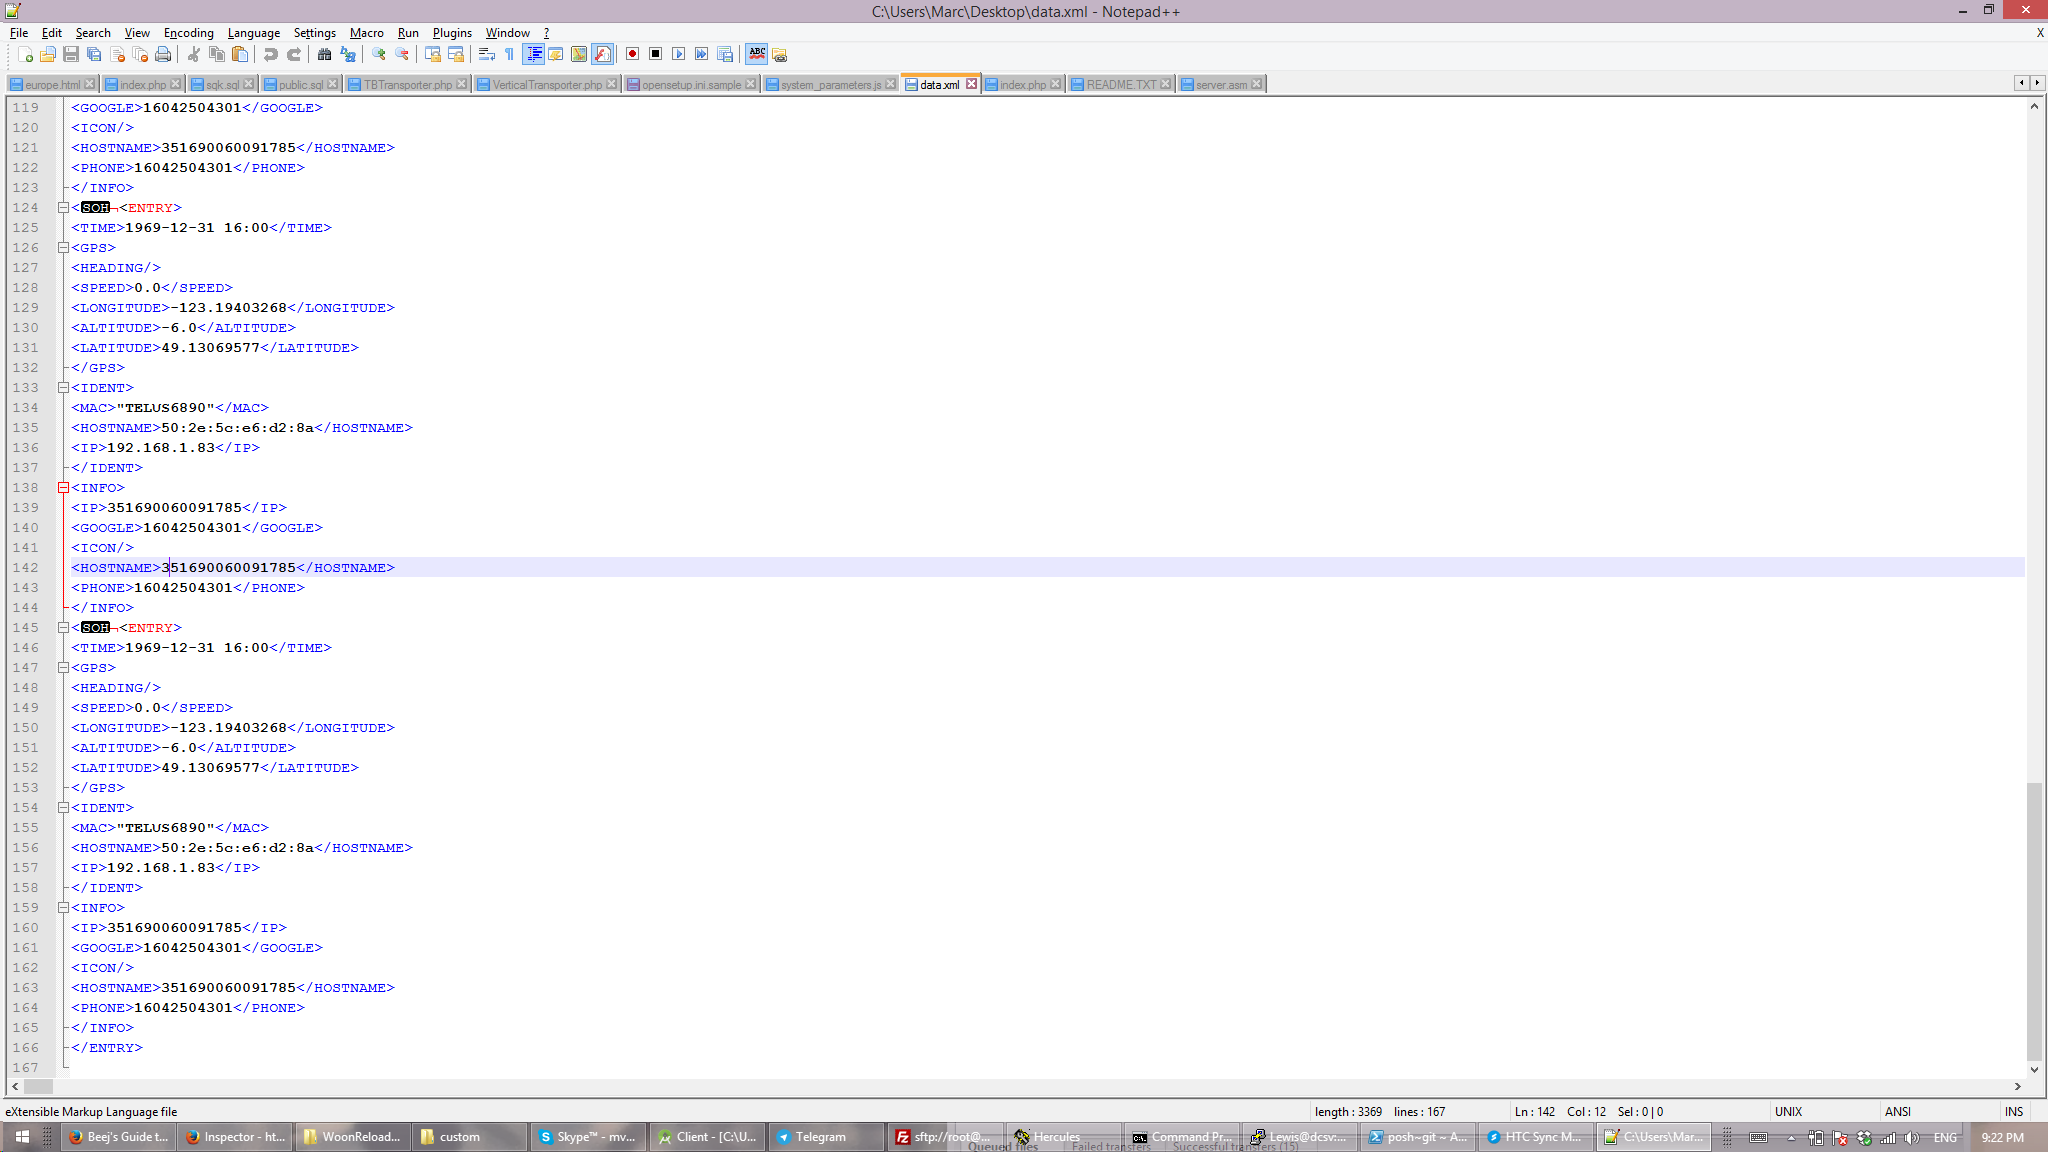 C:\Users\Marc\Desktop\data.xml - Notepad++
File Edit Search View Encoding Language Settings Macro Run Plugins Window ? X
europe.html index.php sqk.sql public.sql TBTransporter.php VerticalTransporter.php opensetup.ini.sample system_parameters.js data.xml index.php README.TXT server.asm
119 <GOOGLE>16042504301</GOOGLE>
120 <ICON/>
121 <HOSTNAME>351690060091785</HOSTNAME>
122 <PHONE>16042504301</PHONE>
123 </INFO>
124 <SOH¬<ENTRY>
125 <TIME>1969-12-31 16:00</TIME>
126 <GPS>
127 <HEADING/>
128 <SPEED>0.0</SPEED>
129 <LONGITUDE>-123.19403268</LONGITUDE>
130 <ALTITUDE>-6.0</ALTITUDE>
131 <LATITUDE>49.13069577</LATITUDE>
132 </GPS>
133 <IDENT>
134 <MAC>"TELUS6890"</MAC>
135 <HOSTNAME>50:2e:5c:e6:d2:8a</HOSTNAME>
136 <IP>192.168.1.83</IP>
137 </IDENT>
138 <INFO>
139 <IP>351690060091785</IP>
140 <GOOGLE>16042504301</GOOGLE>
141 <ICON/>
142 <HOSTNAME>351690060091785</HOSTNAME>
143 <PHONE>16042504301</PHONE>
144 </INFO>
145 <SOH¬<ENTRY>
146 <TIME>1969-12-31 16:00</TIME>
147 <GPS>
148 <HEADING/>
149 <SPEED>0.0</SPEED>
150 <LONGITUDE>-123.19403268</LONGITUDE>
151 <ALTITUDE>-6.0</ALTITUDE>
152 <LATITUDE>49.13069577</LATITUDE>
153 </GPS>
154 <IDENT>
155 <MAC>"TELUS6890"</MAC>
156 <HOSTNAME>50:2e:5c:e6:d2:8a</HOSTNAME>
157 <IP>192.168.1.83</IP>
158 </IDENT>
159 <INFO>
160 <IP>351690060091785</IP>
161 <GOOGLE>16042504301</GOOGLE>
162 <ICON/>
163 <HOSTNAME>351690060091785</HOSTNAME>
164 <PHONE>16042504301</PHONE>
165 </INFO>
166 </ENTRY>
167
eXtensible Markup Language file length : 3369 lines : 167 Ln : 142 Col : 12 Sel : 0 | 0 UNIX ANSI INS
Beej's Guide t... Inspector - ht... WoonReload... custom Skype™ - mv... Client - [C:\U... Telegram sftp://root@... Hercules Command Pr... Lewis@dcsv:... posh~git ~ A... HTC Sync M... C:\Users\Mar... ENG 9:22 PM
Queued files Failed transfers Successful transfers (15)